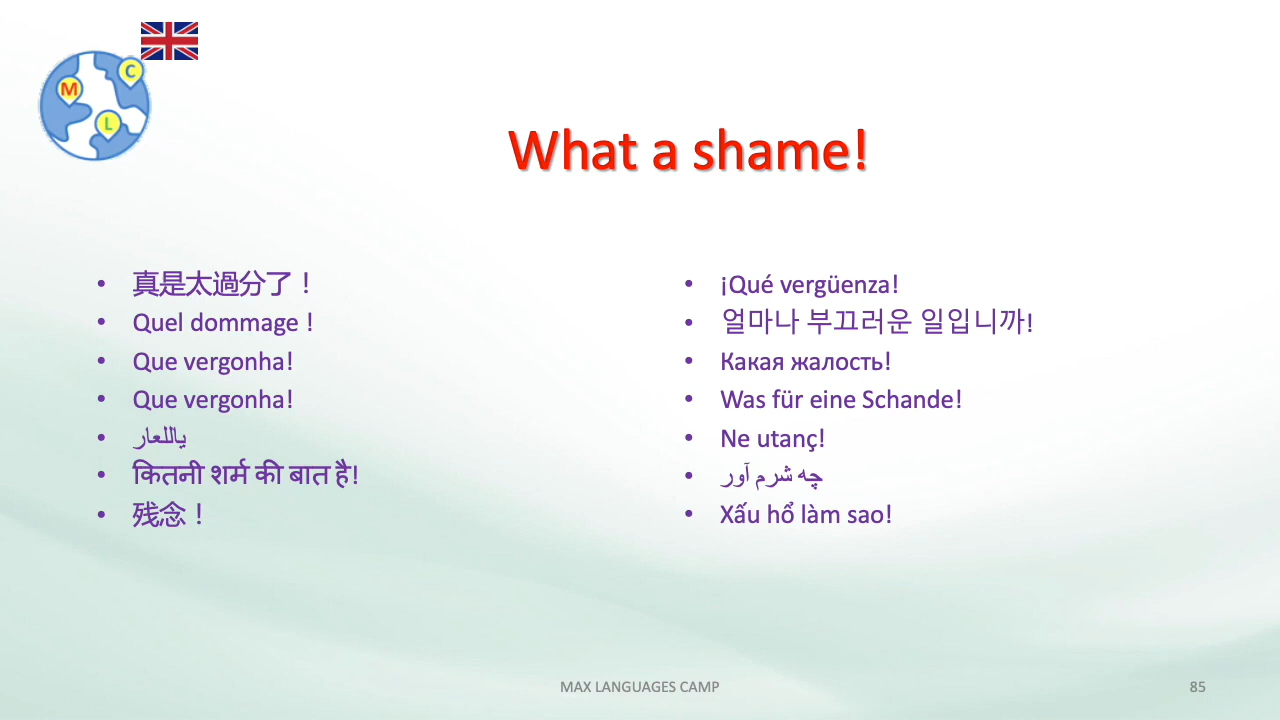 C
M
L
What a shame!
真是太過分了！
Quel dommage !
Que vergonha!
Que vergonha!
ياللعار
कितनी शर्म की बात है!
残念！
¡Qué vergüenza!
얼마나 부끄러운 일입니까!
Какая жалость!
Was für eine Schande!
Ne utanç!
چه شرم آور
Xấu hổ làm sao!
MAX LANGUAGES CAMP
85